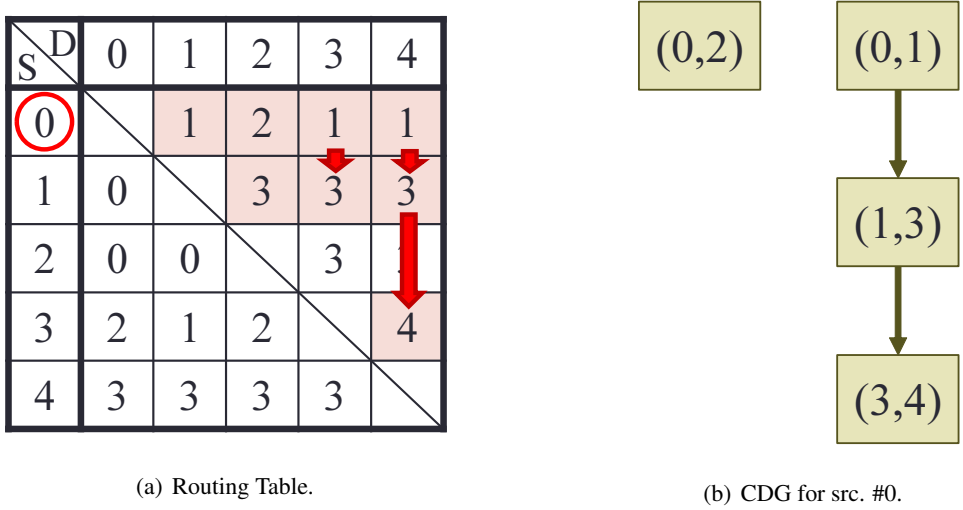 S D 0 1 2 3 4
0 1 2 1 1
1 0 3 3 3
2 0 0 3
3 2 1 2 4
4 3 3 3 3
(a) Routing Table.
(0,2) (0,1)
(1,3)
(3,4)
(b) CDG for src. #0.